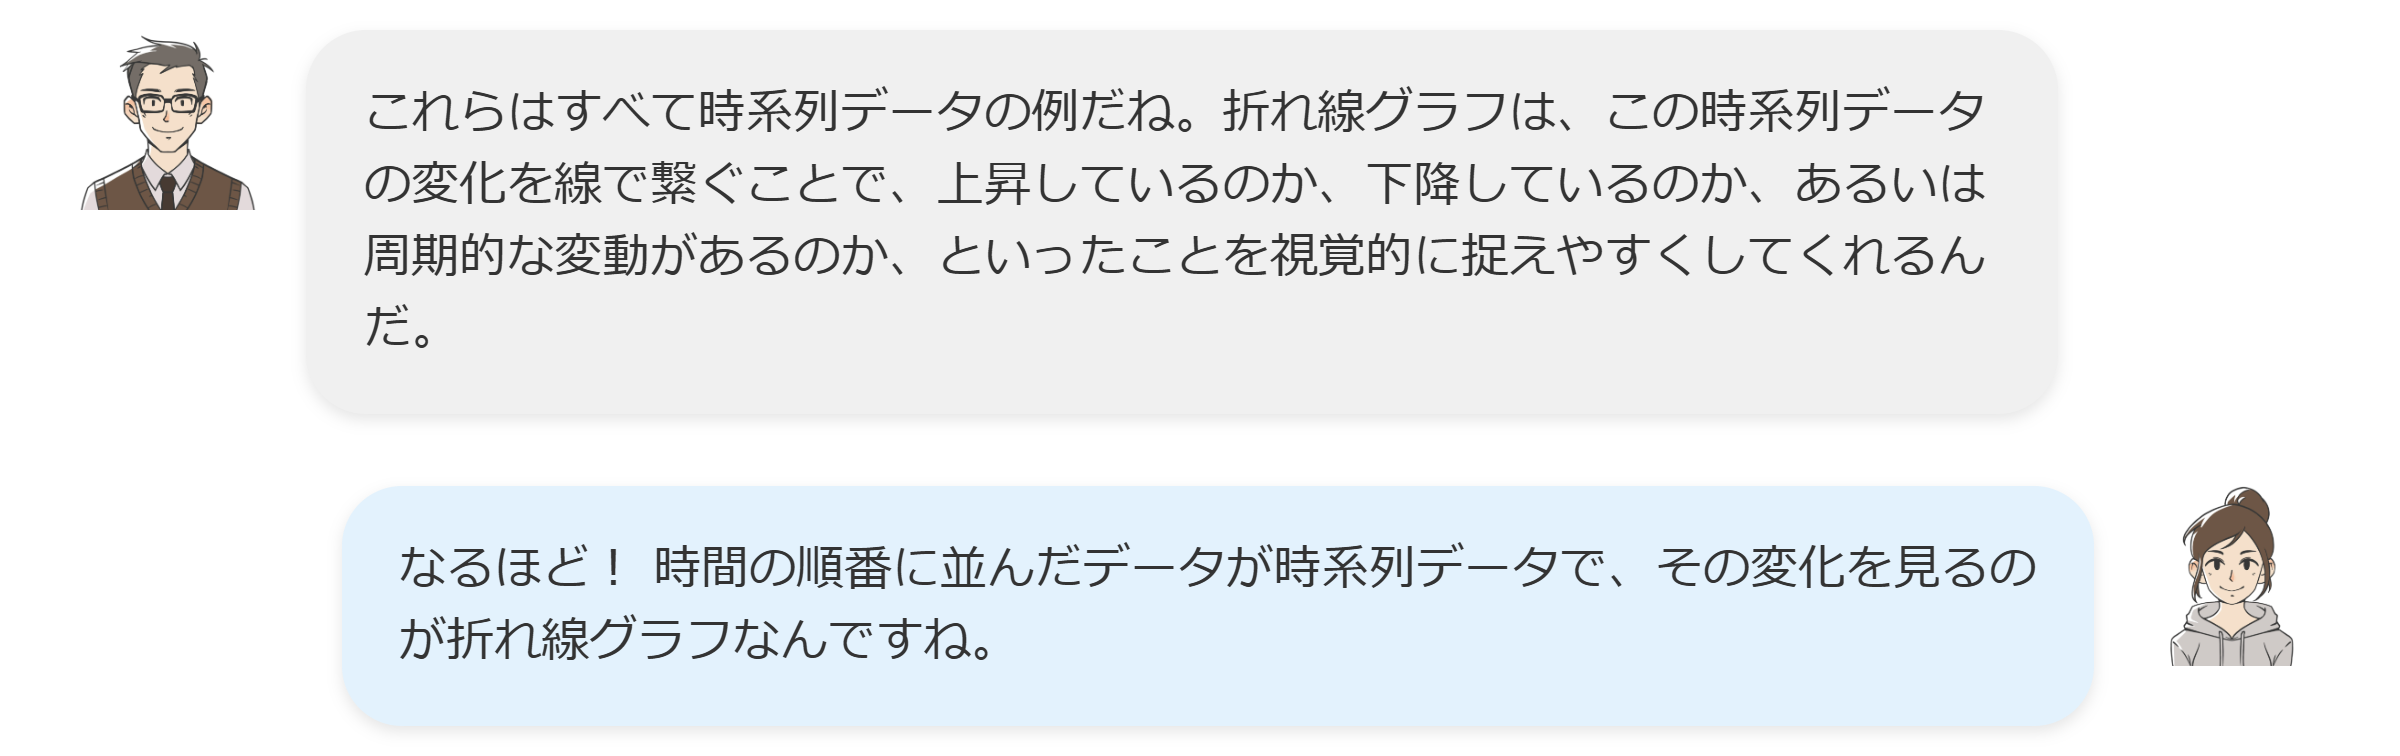 これらはすべて時系列データの例だね。折れ線グラフは、この時系列データ
の変化を線で繋ぐことで、上昇しているのか、下降しているのか、あるいは
周期的な変動があるのか、といったことを視覚的に捉えやすくしてくれるん
だ。
なるほど！ 時間の順番に並んだデータが時系列データで、その変化を見るの
が折れ線グラフなんですね。